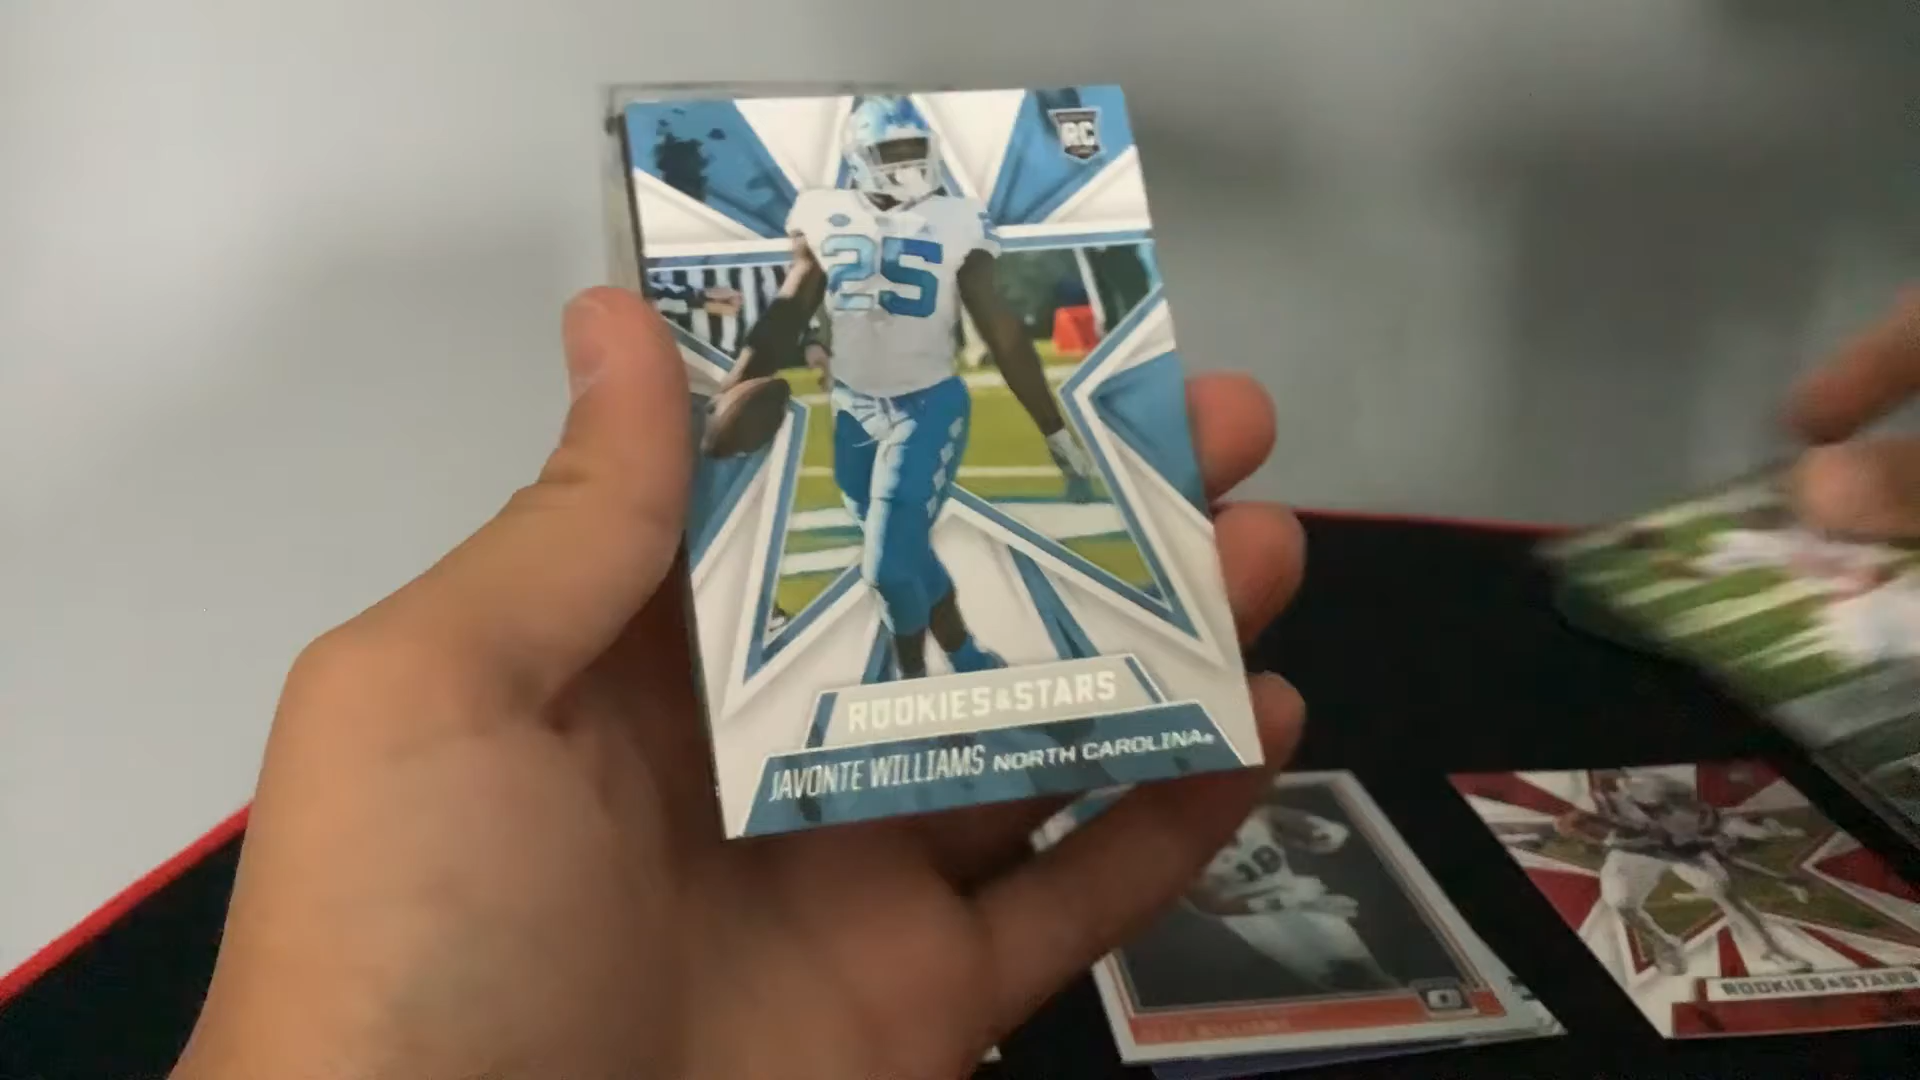 RC
25
ROOKIES & STARS
JAVONTE WILLIAMS NORTH CAROLINA
ROOKIES & STARS